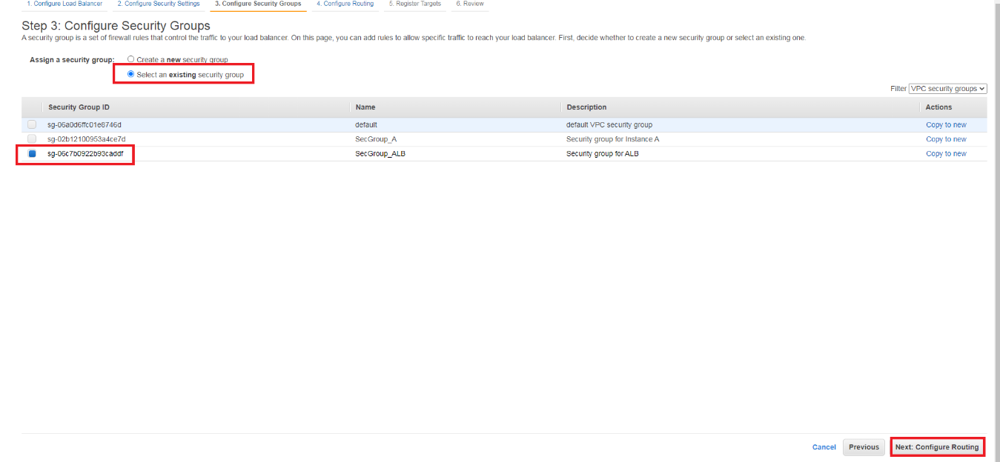 1. Configure Load Balancer 2. Configure Security Settings 3. Configure Security Groups 4. Configure Routing 5. Register Targets 6. Review
Step 3: Configure Security Groups
A security group is a set of firewall rules that control the traffic to your load balancer. On this page, you can add rules to allow specific traffic to reach your load balancer. First, decide whether to create a new security group or select an existing one.
Assign a security group: Create a new security group
Select an existing security group
Filter VPC security groups
Security Group ID Name Description Actions
sg-06a0d6ffc01e8746d default default VPC security group Copy to new
sg-02b12100953a4ce7d SecGroup_A Security group for Instance A Copy to new
sg-06c7b0922b93caddf SecGroup_ALB Security group for ALB Copy to new
Cancel Previous Next: Configure Routing